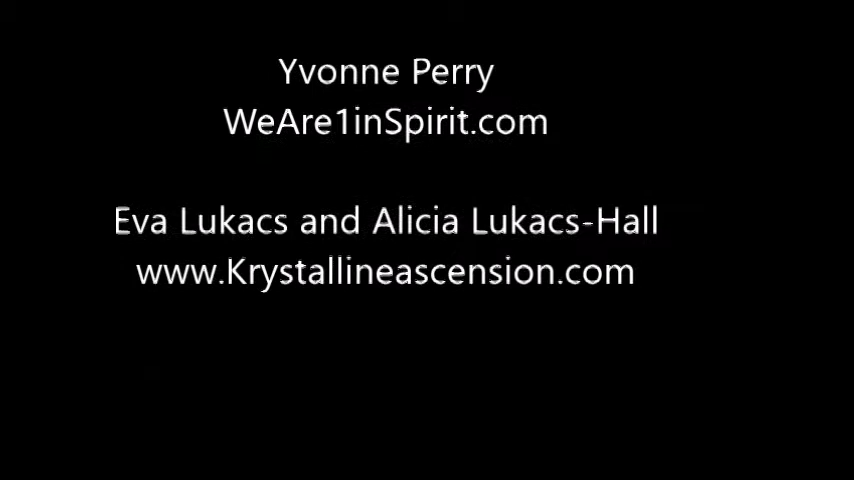 Yvonne Perry
WeAre1inSpirit.com
Eva Lukacs and Alicia Lukacs-Hall
www.Krystallineascension.com